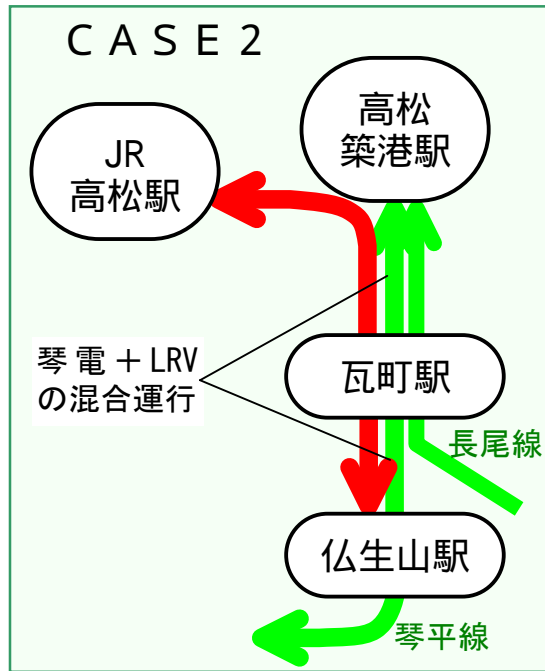 CASE2
高松
築港駅
JR
高松駅
琴電＋LRV
の混合運行
瓦町駅
長尾線
仏生山駅
琴平線